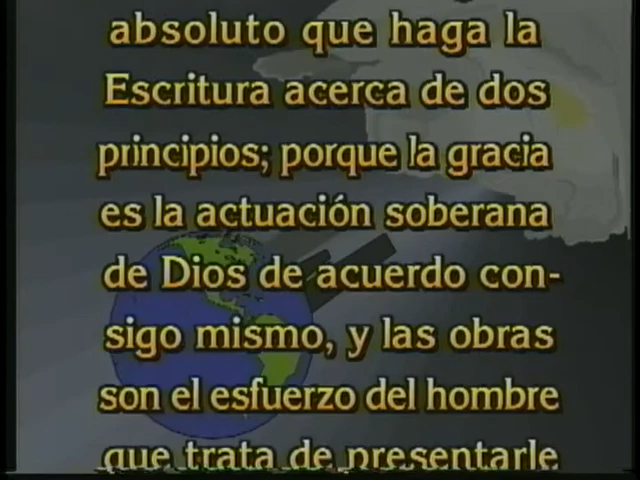 absoluto que haga la
Escritura acerca de dos
principios; porque la gracia
es la actuación soberana
de Dios de acuerdo con-
sigo mismo, y las obras
son el esfuerzo del hombre
que trata de presentarle